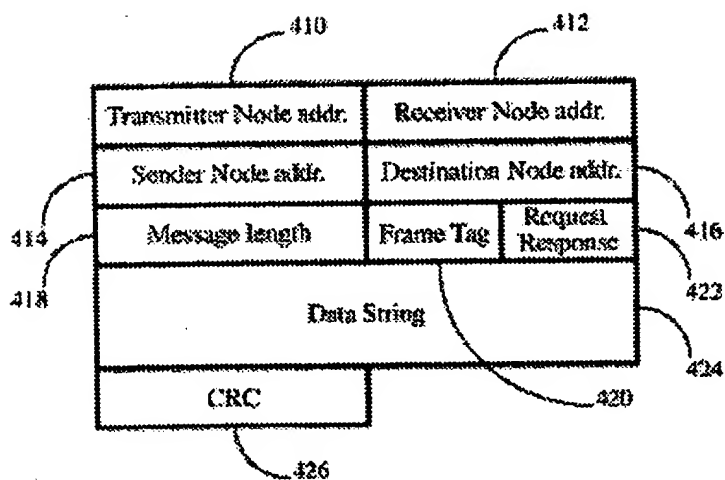 410 412
Transmitter Node addr. Receiver Node addr.
Sender Node addr. Destination Node addr.
414 416
Message length Frame Tag Request
Response
418 422
Data String
424
CRC 420
426